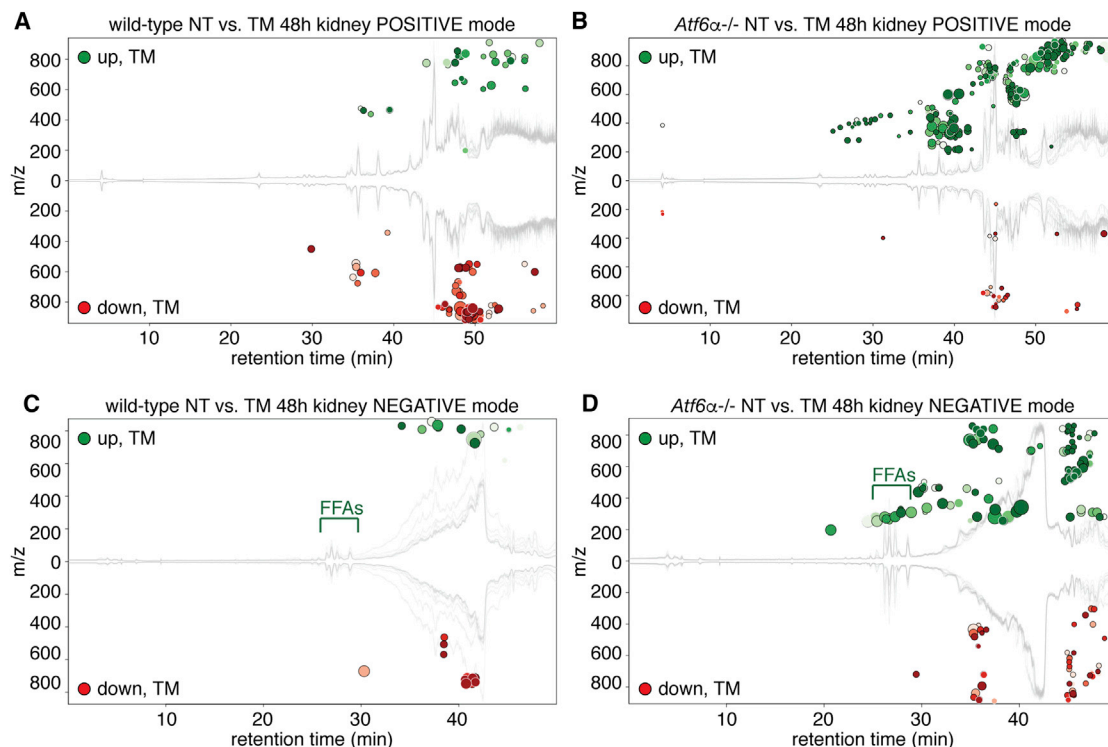 A
wild-type NT vs. TM 48h kidney POSITIVE mode
up, TM
800
600
400
200
0
200
400
600
800
m/z
down, TM
10 20 30 40 50
retention time (min)
B
Atf6α-/- NT vs. TM 48h kidney POSITIVE mode
up, TM
800
600
400
200
0
200
400
600
800
m/z
down, TM
10 20 30 40 50
retention time (min)
C
wild-type NT vs. TM 48h kidney NEGATIVE mode
up, TM
800
600
400
200
0
200
400
600
800
m/z
FFAs
down, TM
10 20 30 40
retention time (min)
D
Atf6α-/- NT vs. TM 48h kidney NEGATIVE mode
up, TM
800
600
400
200
0
200
400
600
800
m/z
FFAs
down, TM
10 20 30 40
retention time (min)